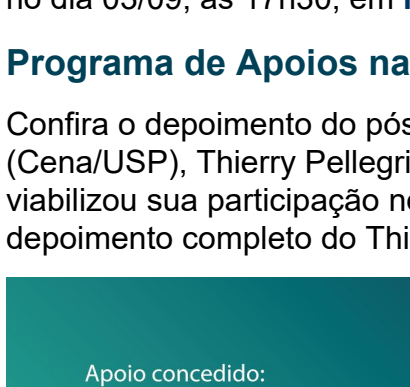 no dia 05/09, às 17h30, em
Programa de Apoios na
Confira o depoimento do pós
(Cena/USP), Thierry Pellegri
viabilizou sua participação n
depoimento completo do Thi
Apoio concedido: